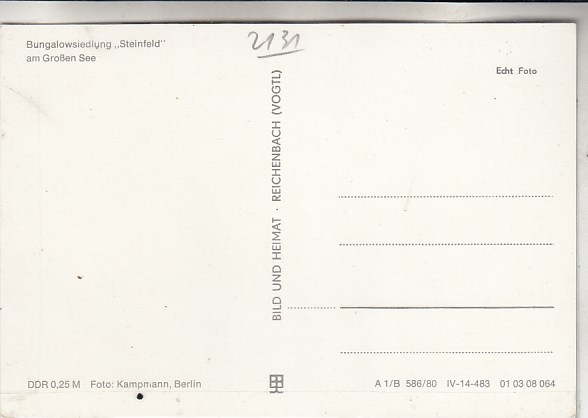 Bungalowsiedlung „Steinfeld"
am Großen See
2131
Echt Foto
BILD UND HEIMAT · REICHENBACH (VOGTL)
DDR 0,25 M Foto: Kampmann, Berlin
A 1/B 586/80 IV-14-483 01 03 08 064